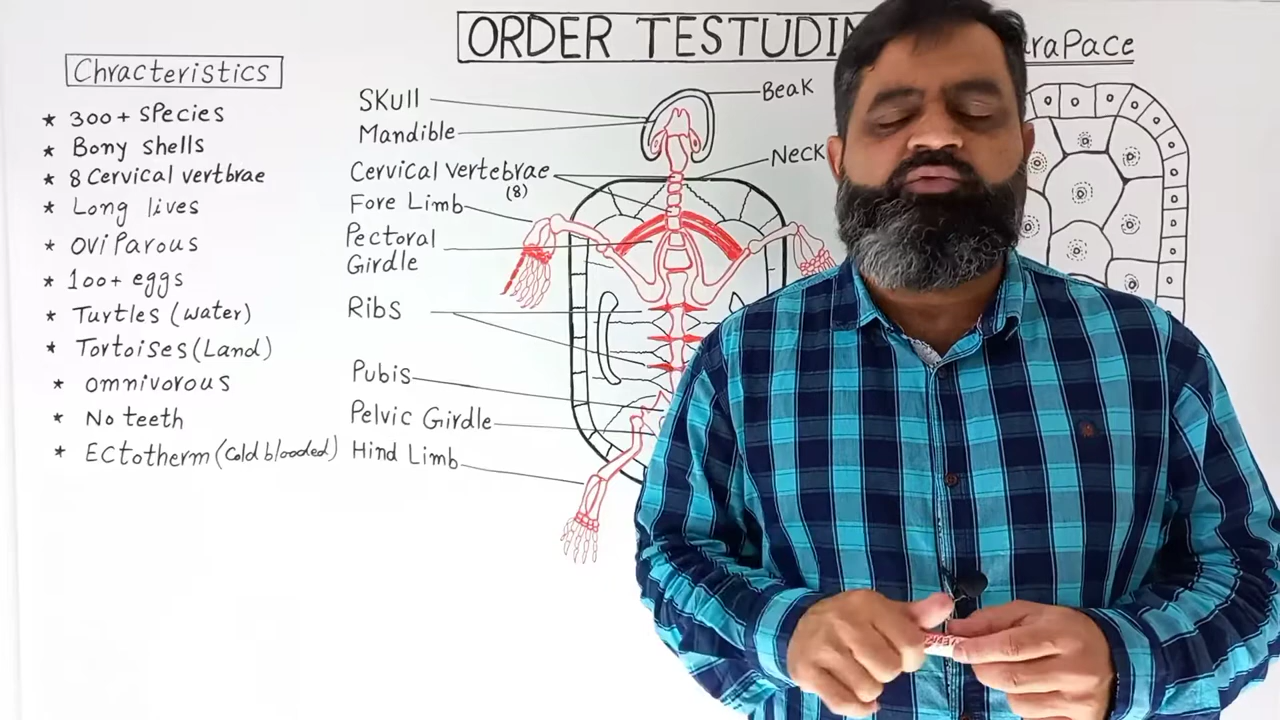 ORDER TESTUDIN
Chracteristics
* 300+ species
* Bony shells
* 8 Cervical vertbrae
* Long lives
* oviparous
* 100+ eggs
* Turtles (water)
* Tortoises (Land)
* omnivorous
* No teeth
* Ectotherm (Cold blooded)
Skull
Mandible
Cervical vertebrae
(8)
Fore Limb
Pectoral
Girdle
Ribs
Pubis
Pelvic Girdle
Hind Limb
Beak
Neck
raPace